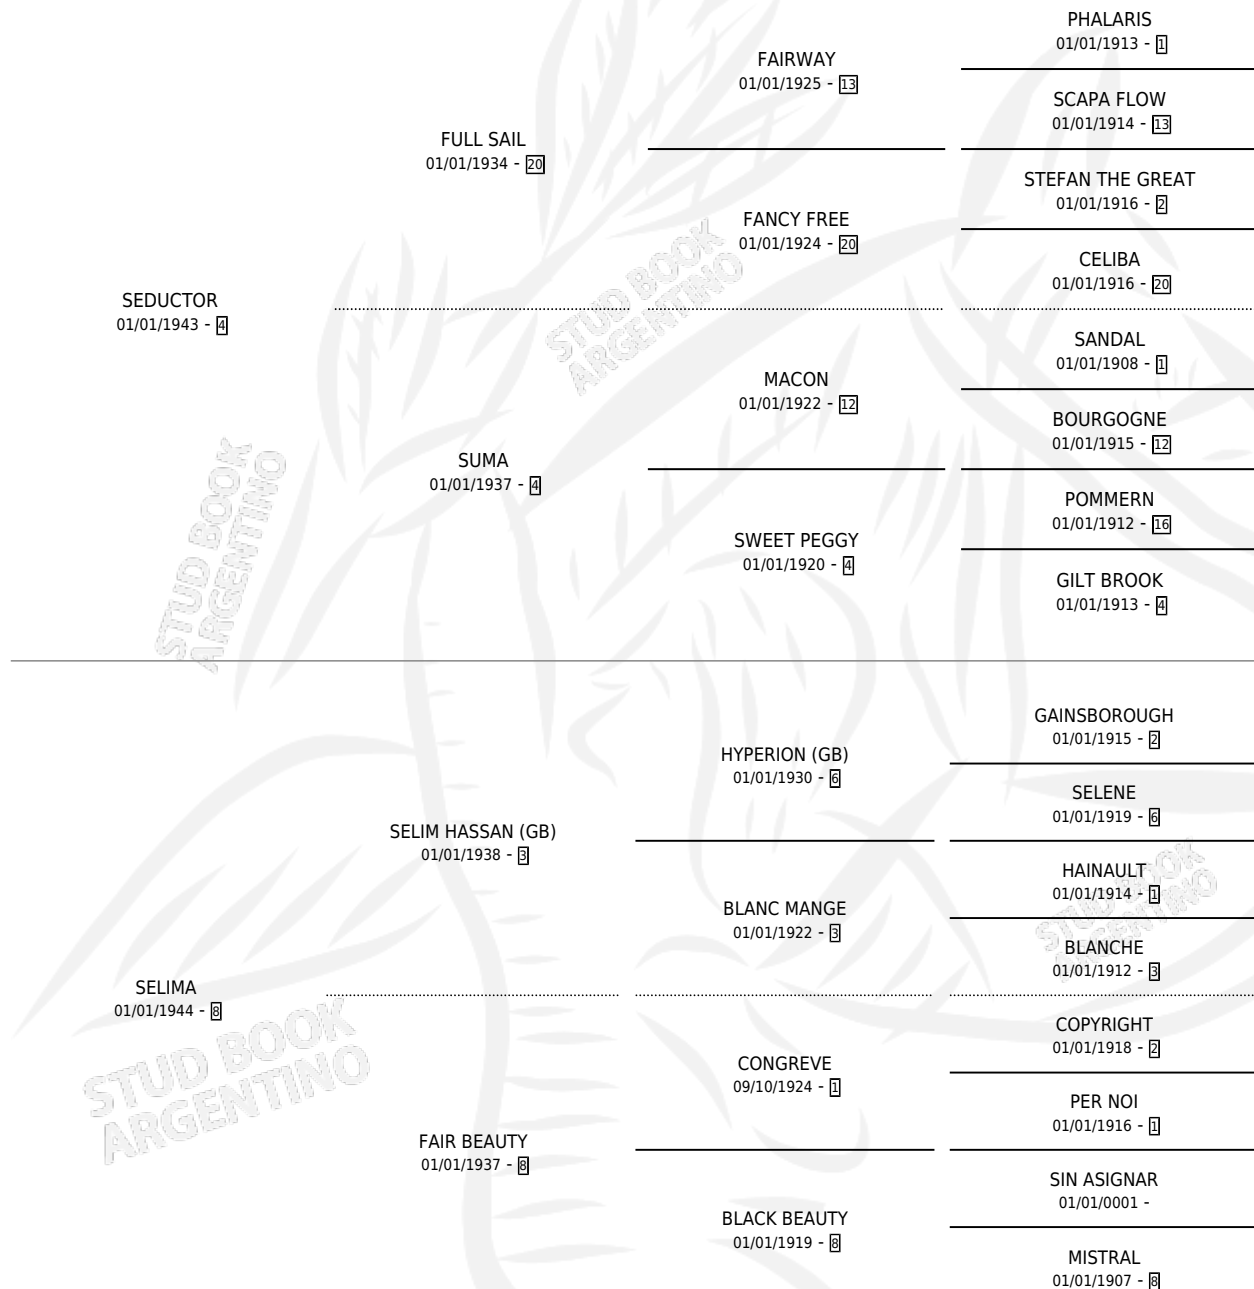 PHALARIS
01/01/1913 - 1
FAIRWAY
01/01/1925 - 13
SCAPA FLOW
01/01/1914 - 13
FULL SAIL
01/01/1934 - 20
STEFAN THE GREAT
01/01/1916 - 2
FANCY FREE
01/01/1924 - 20
CELIBA
01/01/1916 - 20
SEDUCTOR
01/01/1943 - 4
STUD BOOK
ARGENTINO
SANDAL
01/01/1908 - 1
MACON
01/01/1922 - 12
BOURGOGNE
01/01/1915 - 12
SUMA
01/01/1937 - 4
STUD BOOK
ARGENTINO
POMMERN
01/01/1912 - 16
SWEET PEGGY
01/01/1920 - 4
GILT BROOK
01/01/1913 - 4
GAINSBOROUGH
01/01/1915 - 2
HYPERION (GB)
01/01/1930 - 6
SELENE
01/01/1919 - 6
SELIM HASSAN (GB)
01/01/1938 - 3
HAINAULT
01/01/1914 - 1
STUD BOOK
ARGENTINO
BLANC MANGE
01/01/1922 - 3
BLANCHE
01/01/1912 - 3
SELIMA
01/01/1944 - 8
STUD BOOK
ARGENTINO
COPYRIGHT
01/01/1918 - 2
CONGREVE
09/10/1924 - 1
PER NOI
01/01/1916 - 1
FAIR BEAUTY
01/01/1937 - 8
SIN ASIGNAR
01/01/0001 -
BLACK BEAUTY
01/01/1919 - 8
MISTRAL
01/01/1907 - 8